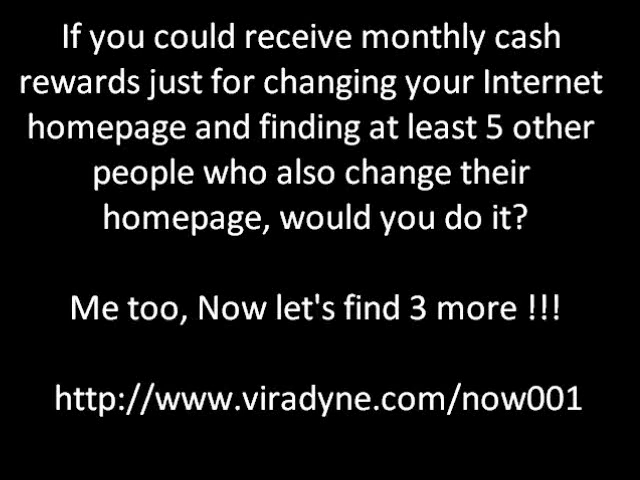 If you could receive monthly cash
rewards just for changing your Internet
homepage and finding at least 5 other
people who also change their
homepage, would you do it?
Me too, Now let's find 3 more !!!
http://www.viradyne.com/now001